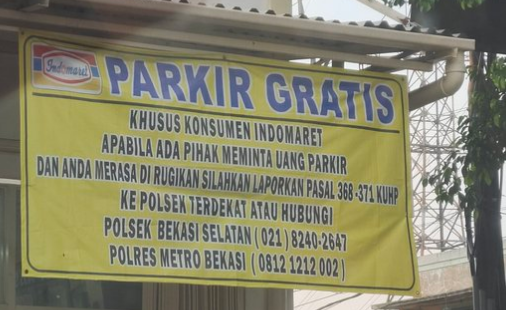 Indomaret
PARKIR GRATIS
KHUSUS KONSUMEN INDOMARET
APABILA ADA PIHAK MEMINTA UANG PARKIR
DAN ANDA MERASA DI RUGIKAN SILAHKAN LAPORKAN PASAL 368 -371 KUHP
KE POLSEK TERDEKAT ATAU HUBUNGI
POLSEK BEKASI SELATAN ( 021 ) 8240-2647
POLRES METRO BEKASI ( 0812 1212 002 )